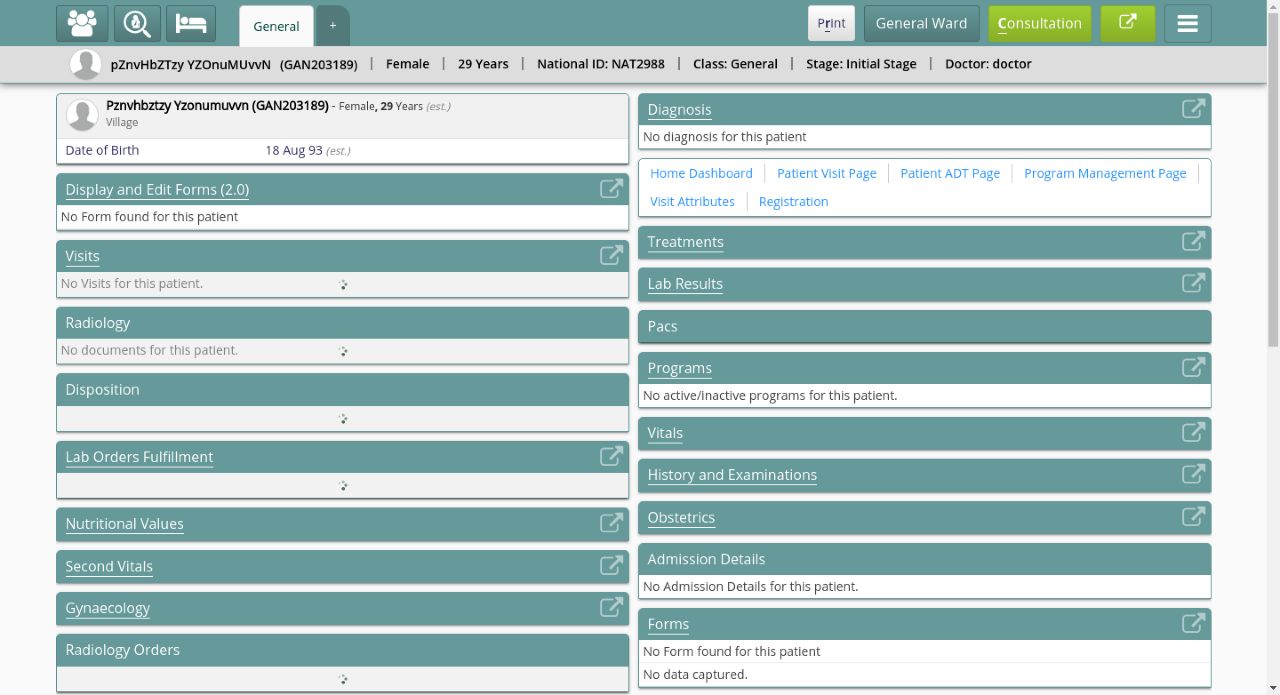 General
+
Print
General Ward
Consultation
pZnvHbZTzy YZOnuMUvvN (GAN203189) | Female | 29 Years | National ID: NAT2988 | Class: General | Stage: Initial Stage | Doctor: doctor
Pznvhbztzy Yzonumuvvn (GAN203189) - Female, 29 Years (est.)
Village
Date of Birth 18 Aug 93 (est.)
Display and Edit Forms (2.0)
No Form found for this patient
Visits
No Visits for this patient.
Radiology
No documents for this patient.
Disposition
Lab Orders Fulfillment
Nutritional Values
Second Vitals
Gynaecology
Radiology Orders
Diagnosis
No diagnosis for this patient
Home Dashboard
Patient Visit Page
Patient ADT Page
Program Management Page
Visit Attributes
Registration
Treatments
Lab Results
Pacs
Programs
No active/inactive programs for this patient.
Vitals
History and Examinations
Obstetrics
Admission Details
No Admission Details for this patient.
Forms
No Form found for this patient
No data captured.